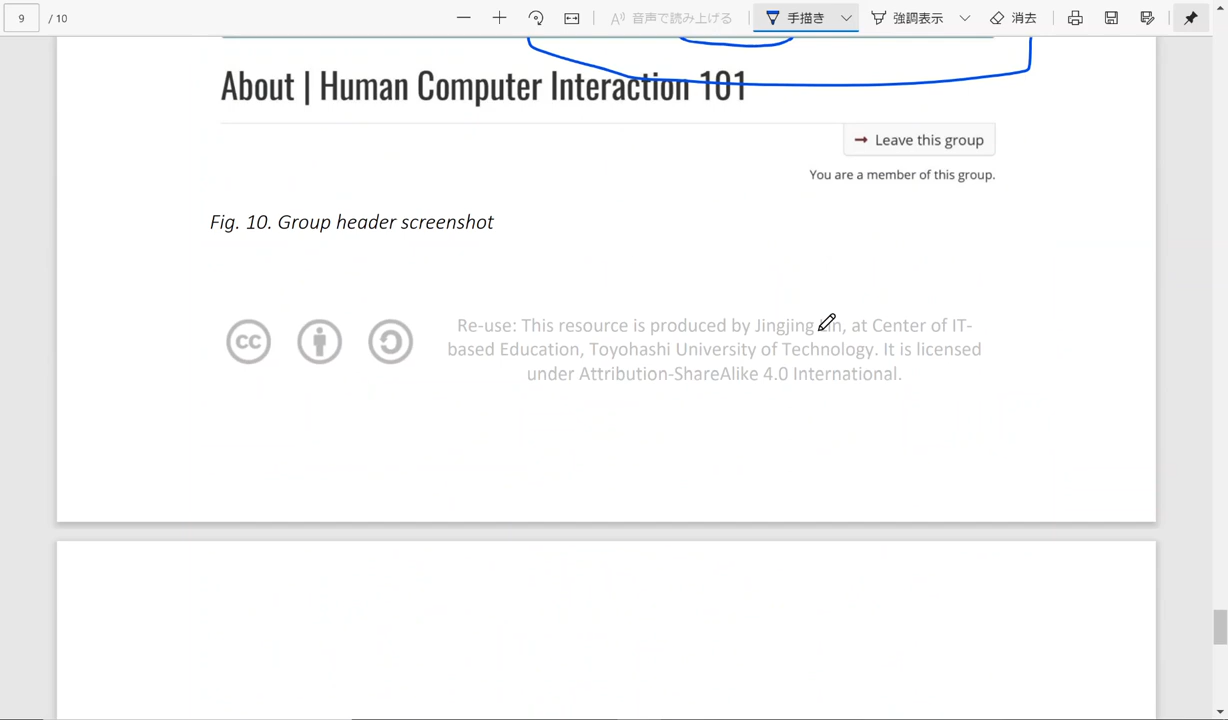 9 / 10 音声で読み上げる 手描き 強調表示 消去
About | Human Computer Interaction 101
→ Leave this group
You are a member of this group.
Fig. 10. Group header screenshot
cc
Re-use: This resource is produced by Jingjing Lin, at Center of IT-
based Education, Toyohashi University of Technology. It is licensed
under Attribution-ShareAlike 4.0 International.